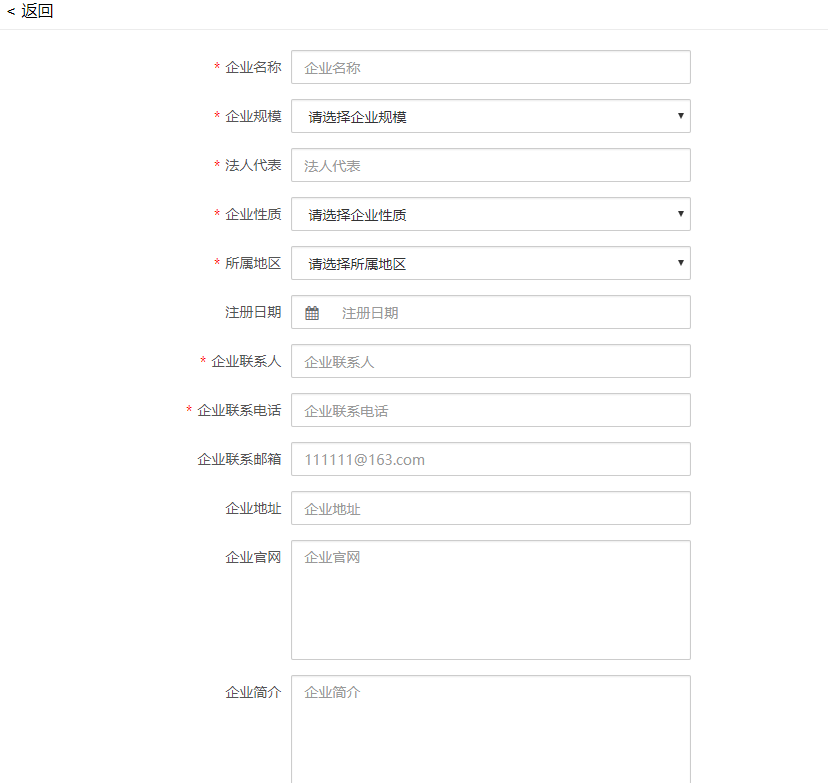 < 返回
* 企业名称 企业名称
* 企业规模 请选择企业规模
* 法人代表 法人代表
* 企业性质 请选择企业性质
* 所属地区 请选择所属地区
注册日期 注册日期
* 企业联系人 企业联系人
* 企业联系电话 企业联系电话
企业联系邮箱 111111@163.com
企业地址 企业地址
企业官网 企业官网
企业简介 企业简介